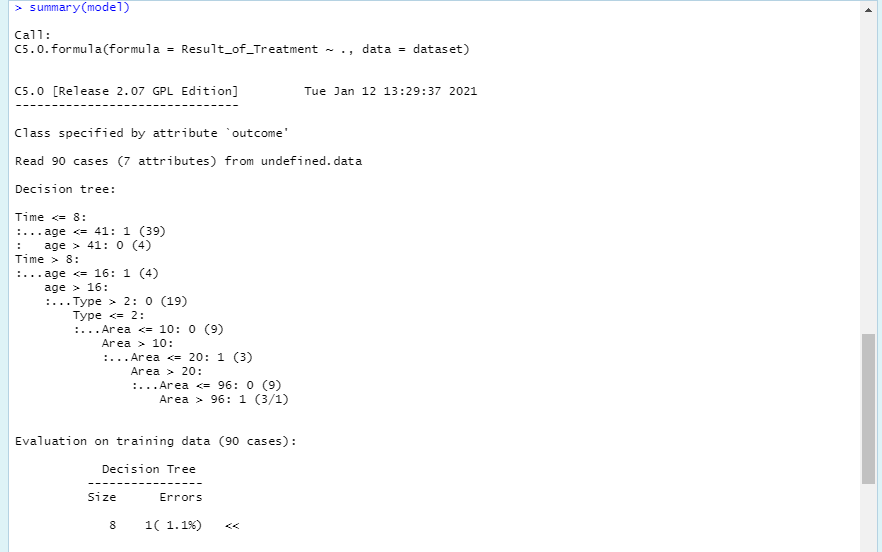 > summary(model)
Call:
C5.0.formula(formula = Result_of_Treatment ~ ., data = dataset)
C5.0 [Release 2.07 GPL Edition]         Tue Jan 12 13:29:37 2021
-------------------------------
Class specified by attribute `outcome'
Read 90 cases (7 attributes) from undefined.data
Decision tree:
Time <= 8:
:...age <= 41: 1 (39)
:   age > 41: 0 (4)
Time > 8:
:...age <= 16: 1 (4)
    age > 16:
    :...Type > 2: 0 (19)
        Type <= 2:
        :...Area <= 10: 0 (9)
            Area > 10:
            :...Area <= 20: 1 (3)
                Area > 20:
                :...Area <= 96: 0 (9)
                    Area > 96: 1 (3/1)
Evaluation on training data (90 cases):
            Decision Tree
          ----------------
          Size      Errors
             8    1( 1.1%)   <<